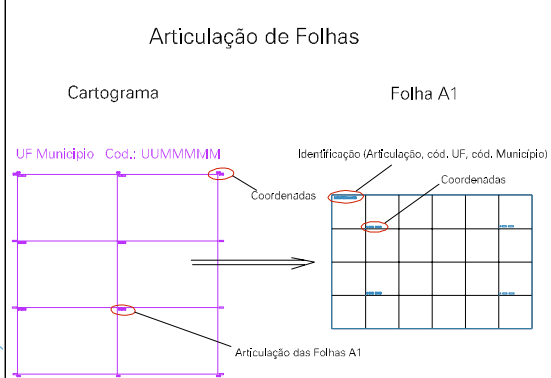 Articulação de Folhas
Cartograma
Folha A1
UF Municipio Cod.: UUMMMMM
Identificação (Articulação, cód. UF, cód. Município)
Coordenadas
Coordenadas
Articulação das Folhas A1